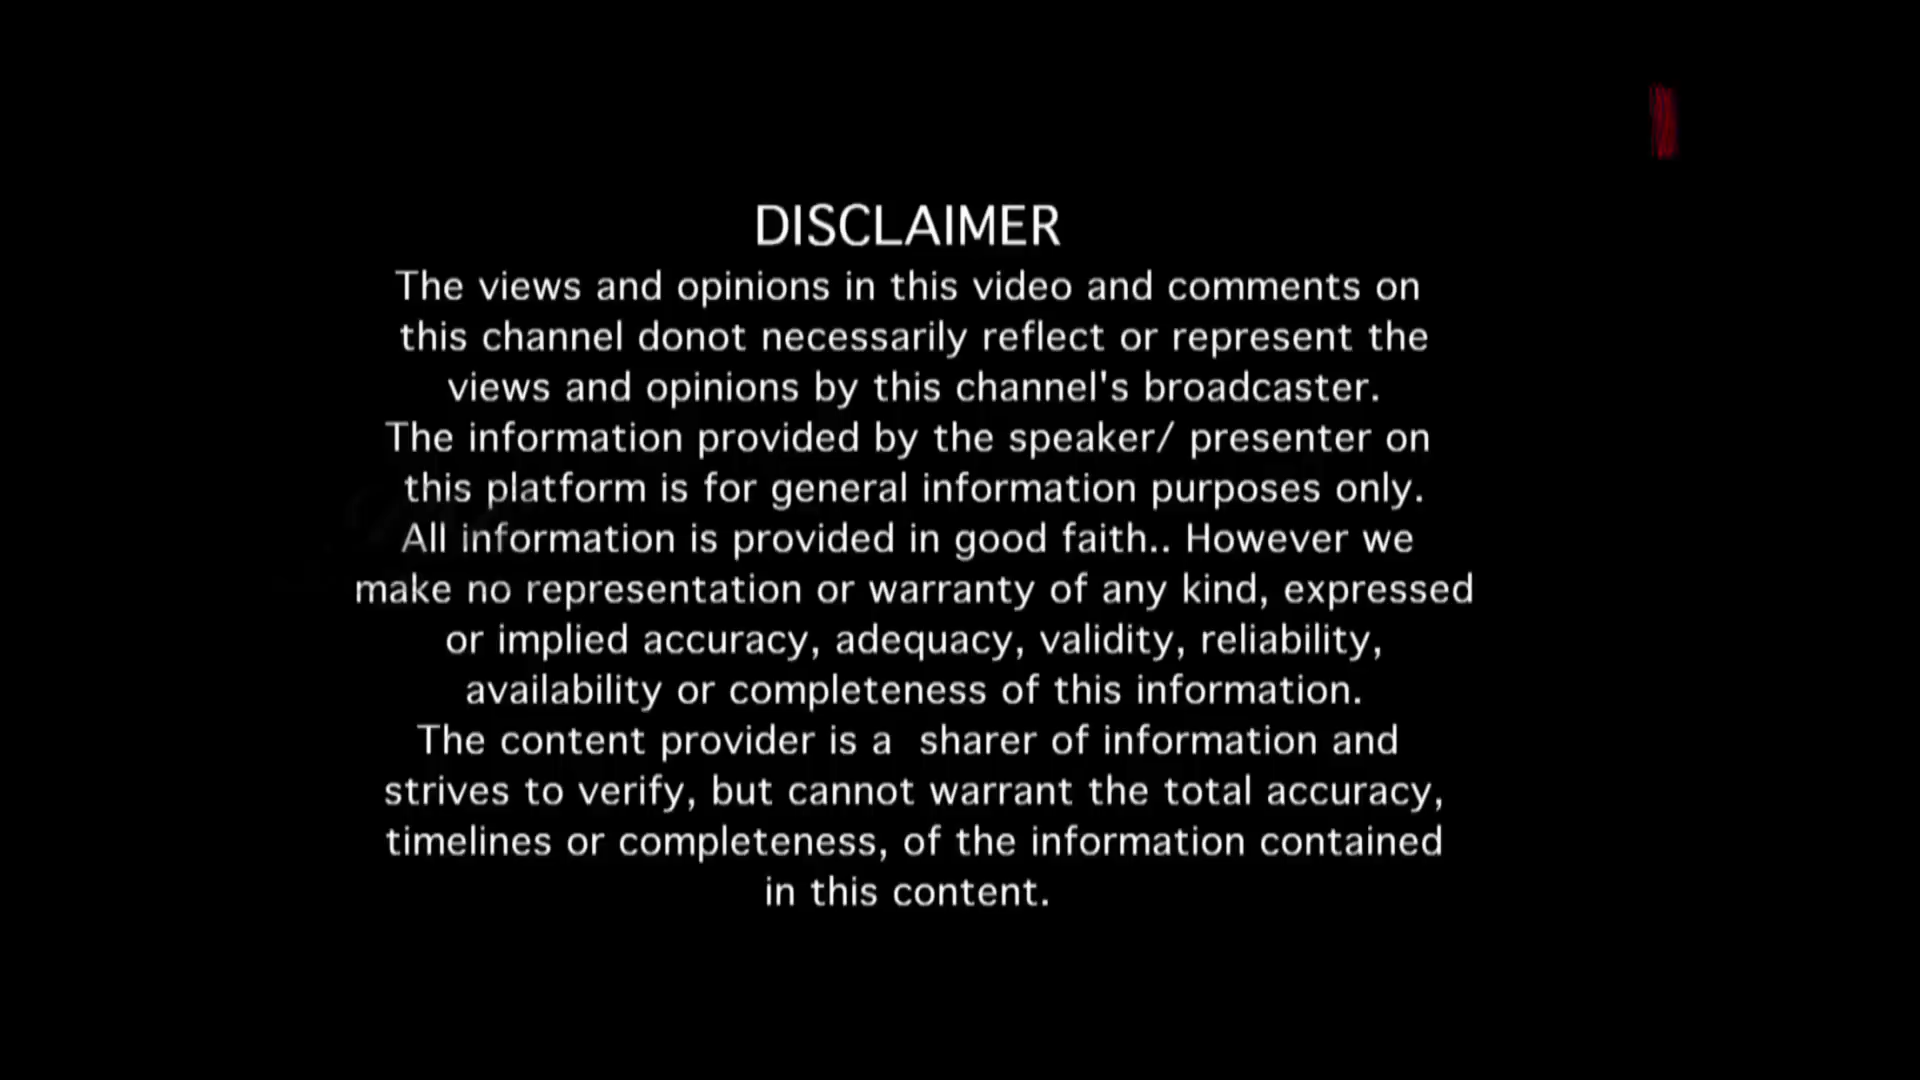 DISCLAIMER
The views and opinions in this video and comments on
this channel donot necessarily reflect or represent the
views and opinions by this channel's broadcaster.
The information provided by the speaker/ presenter on
this platform is for general information purposes only.
All information is provided in good faith.. However we
make no representation or warranty of any kind, expressed
or implied accuracy, adequacy, validity, reliability,
availability or completeness of this information.
The content provider is a  sharer of information and
strives to verify, but cannot warrant the total accuracy,
timelines or completeness, of the information contained
in this content.